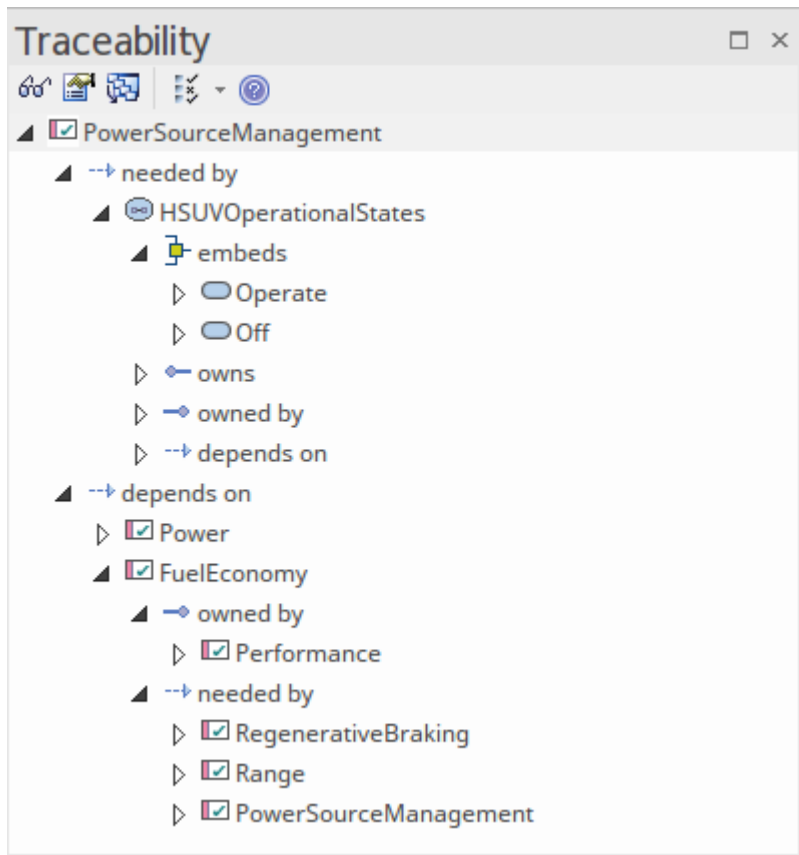 Traceability
PowerSourceManagement
needed by
HSUVOperationalStates
embeds
Operate
Off
owns
owned by
depends on
depends on
Power
FuelEconomy
owned by
Performance
needed by
RegenerativeBraking
Range
PowerSourceManagement